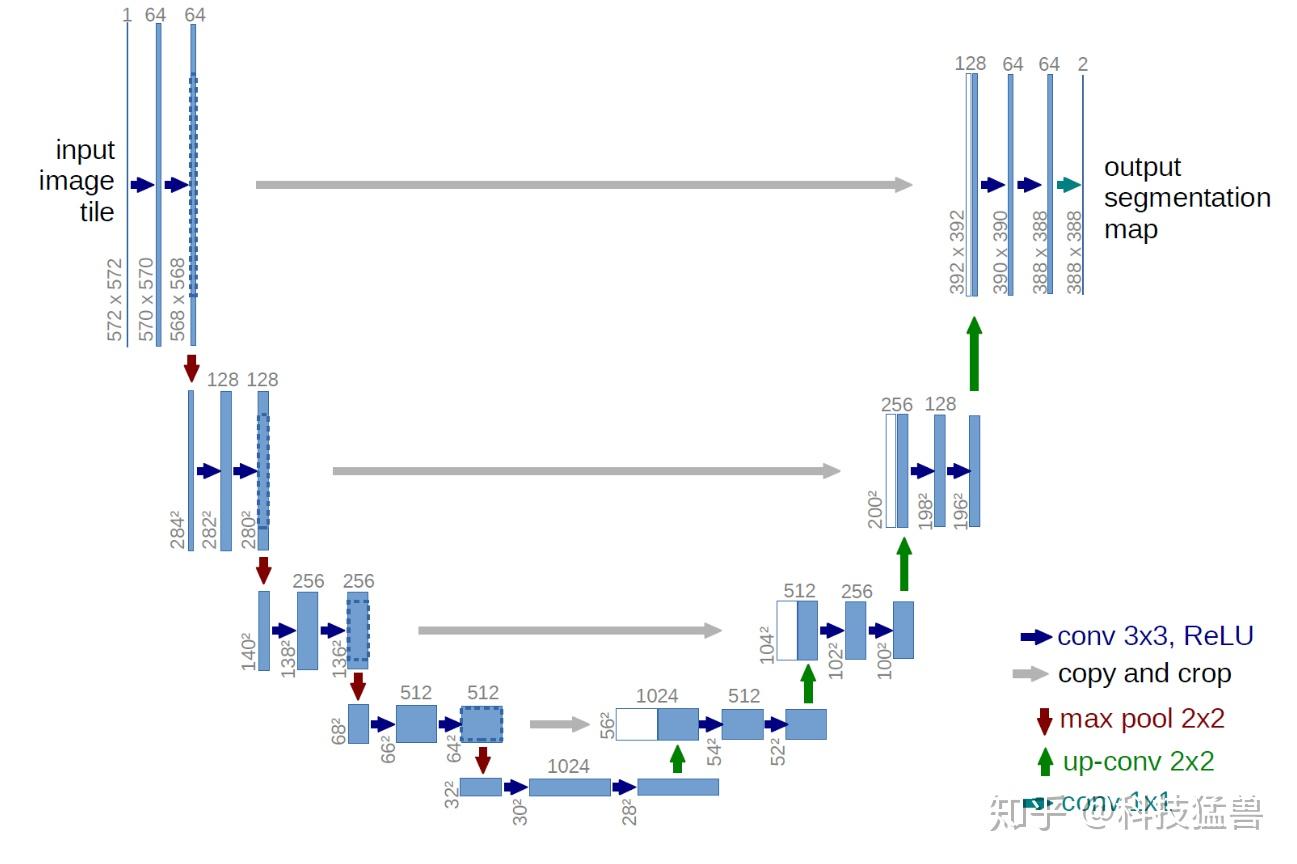 1 64 64
input
image
tile
572 x 572
570 x 570
568 x 568
128 64 64 2
392 x 392
390 x 390
388 x 388
388 x 388
output
segmentation
map
128 128
284²
282²
280²
256 128
200²
198²
196²
256 256
140²
138²
136²
512 256
104²
102²
100²
512 512
68²
66²
64²
1024 512
56²
54²
52²
1024
32²
30²
28²
conv 3x3, ReLU
copy and crop
max pool 2x2
up-conv 2x2
conv 1x1
知乎 @科技猛兽